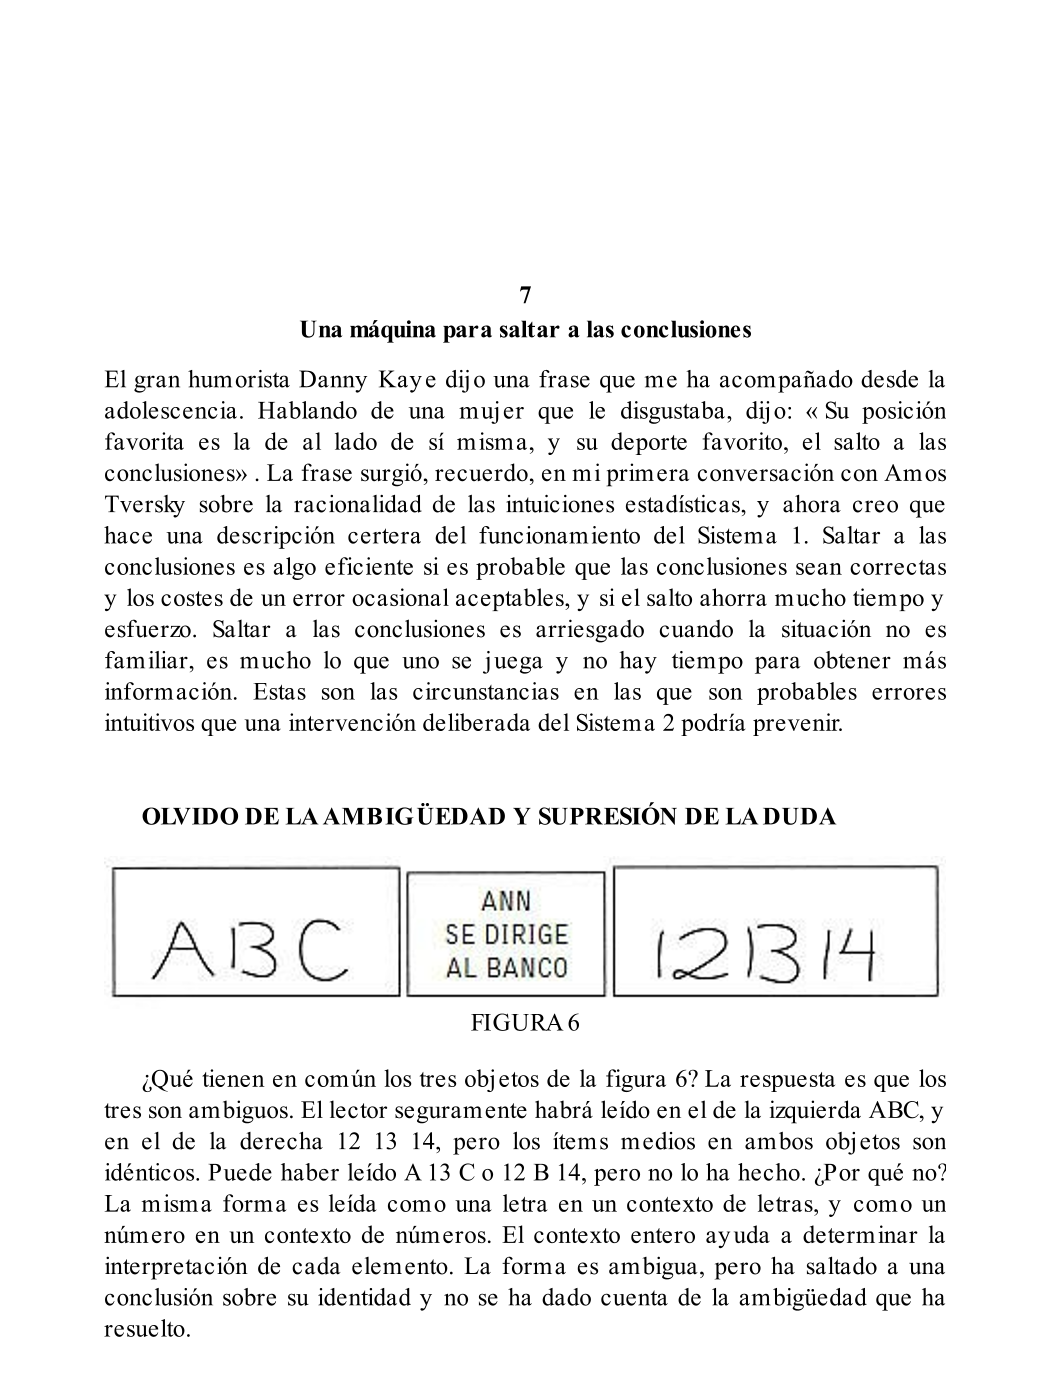 7
Una máquina para saltar a las conclusiones
El gran humorista Danny Kaye dijo una frase que me ha acompañado desde la
adolescencia. Hablando de una mujer que le disgustaba, dijo: « Su posición
favorita es la de al lado de sí misma, y su deporte favorito, el salto a las
conclusiones» . La frase surgió, recuerdo, en mi primera conversación con Amos
Tversky sobre la racionalidad de las intuiciones estadísticas, y ahora creo que
hace una descripción certera del funcionamiento del Sistema 1. Saltar a las
conclusiones es algo eficiente si es probable que las conclusiones sean correctas
y los costes de un error ocasional aceptables, y si el salto ahorra mucho tiempo y
esfuerzo. Saltar a las conclusiones es arriesgado cuando la situación no es
familiar, es mucho lo que uno se juega y no hay tiempo para obtener más
información. Estas son las circunstancias en las que son probables errores
intuitivos que una intervención deliberada del Sistema 2 podría prevenir.
OLVIDO DE LA AMBIGÜEDAD Y SUPRESIÓN DE LA DUDA
A B C
ANN
SE DIRIGE
AL BANCO
12 13 14
FIGURA 6
¿Qué tienen en común los tres objetos de la figura 6? La respuesta es que los
tres son ambiguos. El lector seguramente habrá leído en el de la izquierda ABC, y
en el de la derecha 12 13 14, pero los ítems medios en ambos objetos son
idénticos. Puede haber leído A 13 C o 12 B 14, pero no lo ha hecho. ¿Por qué no?
La misma forma es leída como una letra en un contexto de letras, y como un
número en un contexto de números. El contexto entero ayuda a determinar la
interpretación de cada elemento. La forma es ambigua, pero ha saltado a una
conclusión sobre su identidad y no se ha dado cuenta de la ambigüedad que ha
resuelto.